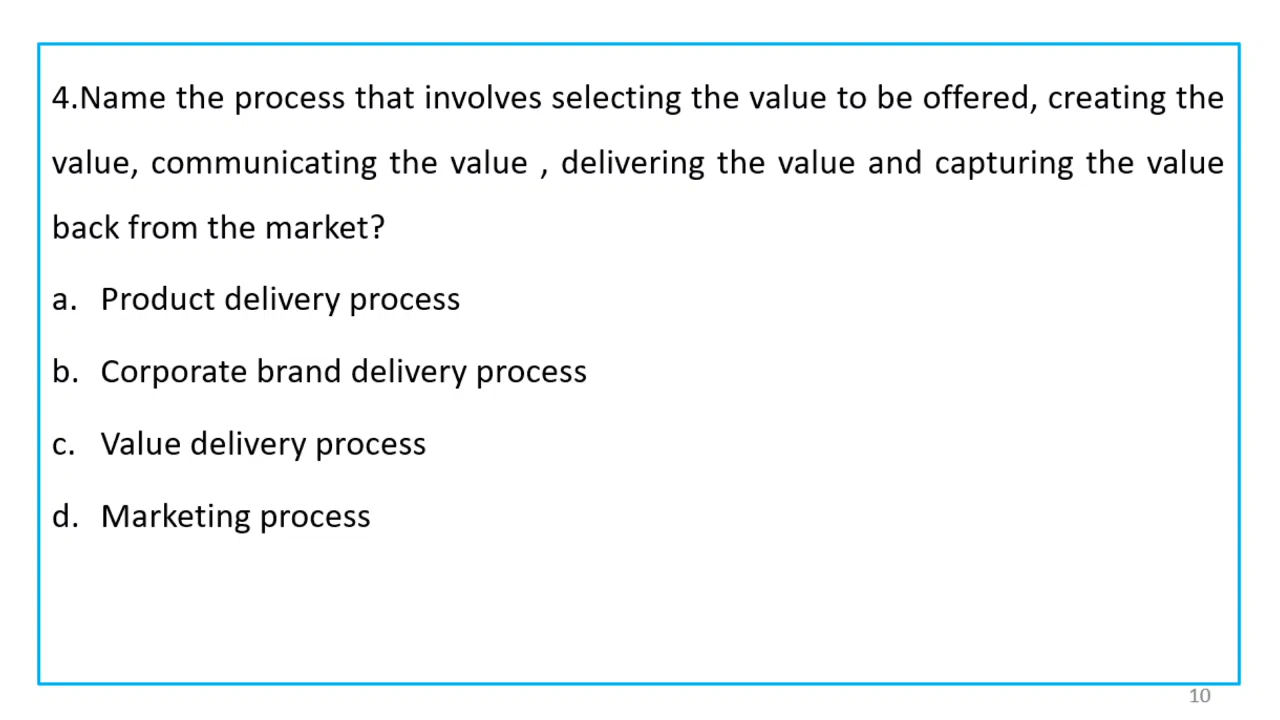 4.Name the process that involves selecting the value to be offered, creating the
value, communicating the value , delivering the value and capturing the value
back from the market?
a. Product delivery process
b. Corporate brand delivery process
c. Value delivery process
d. Marketing process
10